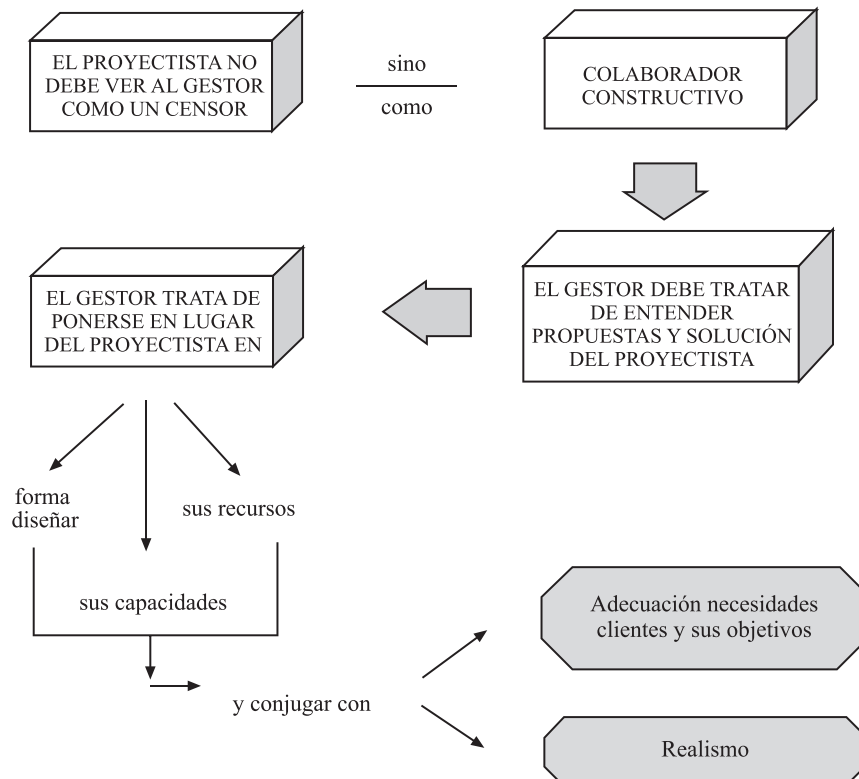 EL PROYECTISTA NO
DEBE VER AL GESTOR
COMO UN CENSOR
sino
como
COLABORADOR
CONSTRUCTIVO
EL GESTOR DEBE TRATAR
DE ENTENDER
PROPUESTAS Y SOLUCIÓN
DEL PROYECTISTA
EL GESTOR TRATA DE
PONERSE EN LUGAR
DEL PROYECTISTA EN
forma
diseñar
sus recursos
sus capacidades
y conjugar con
Adecuación necesidades
clientes y sus objetivos
Realismo